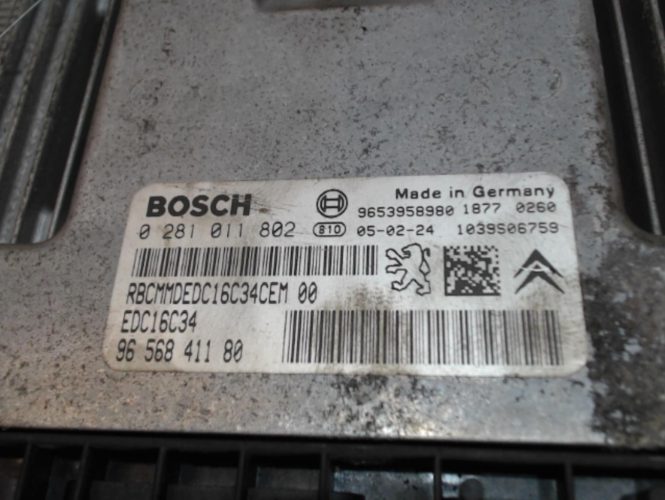 BOSCH Made in Germany
9653958980 1877 0260
0 281 011 802 810 05-02-24 1039S06759
RBCMMDEDC16C34CEM 00
EDC16C34
96 568 411 80